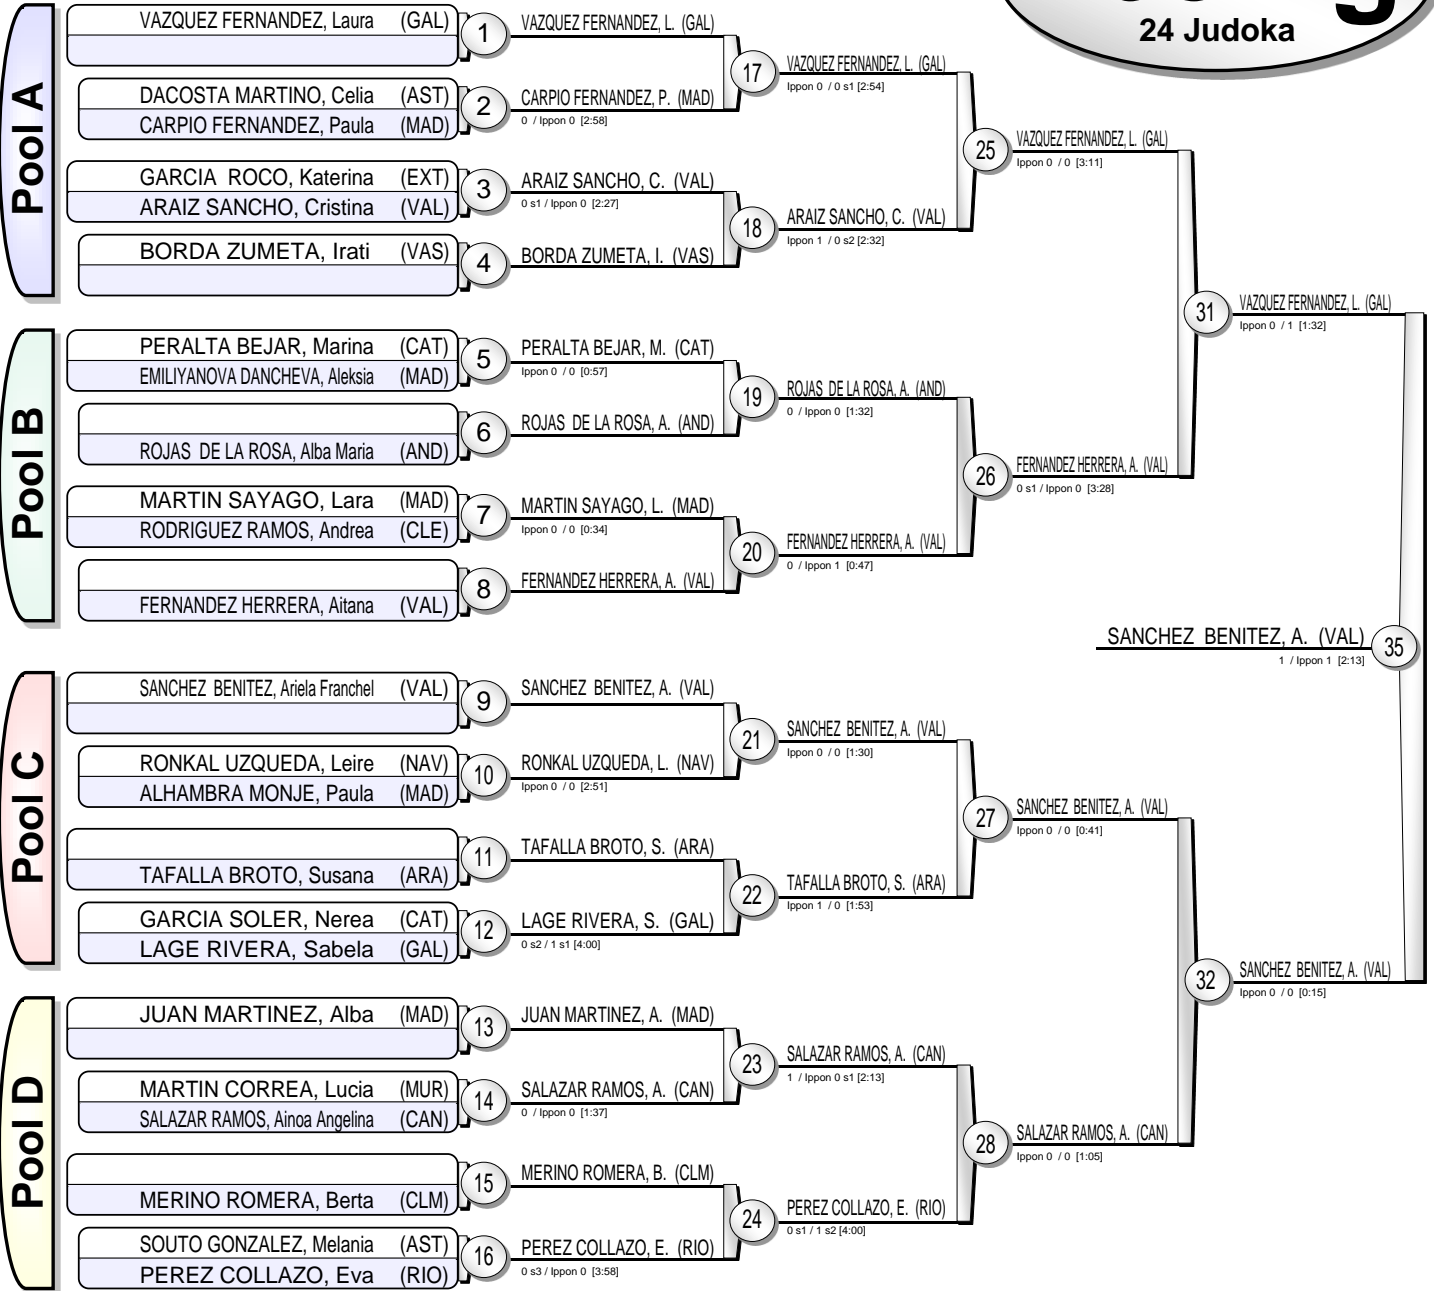 24 Judoka
Pool A
VAZQUEZ FERNANDEZ, Laura (GAL)
1
DACOSTA MARTINO, Celia (AST)
CARPIO FERNANDEZ, Paula (MAD)
2
GARCIA ROCO, Katerina (EXT)
ARAIZ SANCHO, Cristina (VAL)
3
BORDA ZUMETA, Irati (VAS)
4
Pool B
PERALTA BEJAR, Marina (CAT)
EMILIYANOVA DANCHEVA, Aleksia (MAD)
5
ROJAS DE LA ROSA, Alba Maria (AND)
6
MARTIN SAYAGO, Lara (MAD)
RODRIGUEZ RAMOS, Andrea (CLE)
7
FERNANDEZ HERRERA, Aitana (VAL)
8
Pool C
SANCHEZ BENITEZ, Ariela Franchel (VAL)
9
RONKAL UZQUEDA, Leire (NAV)
ALHAMBRA MONJE, Paula (MAD)
10
TAFALLA BROTO, Susana (ARA)
11
GARCIA SOLER, Nerea (CAT)
LAGE RIVERA, Sabela (GAL)
12
Pool D
JUAN MARTINEZ, Alba (MAD)
13
MARTIN CORREA, Lucia (MUR)
SALAZAR RAMOS, Ainoa Angelina (CAN)
14
MERINO ROMERA, Berta (CLM)
15
SOUTO GONZALEZ, Melania (AST)
PEREZ COLLAZO, Eva (RIO)
16
VAZQUEZ FERNANDEZ, L. (GAL)
CARPIO FERNANDEZ, P. (MAD)
0 / Ippon 0 [2:58]
17
ARAIZ SANCHO, C. (VAL)
0 s1 / Ippon 0 [2:27]
BORDA ZUMETA, I. (VAS)
18
PERALTA BEJAR, M. (CAT)
Ippon 0 / 0 [0:57]
ROJAS DE LA ROSA, A. (AND)
19
MARTIN SAYAGO, L. (MAD)
Ippon 0 / 0 [0:34]
FERNANDEZ HERRERA, A. (VAL)
20
SANCHEZ BENITEZ, A. (VAL)
RONKAL UZQUEDA, L. (NAV)
Ippon 0 / 0 [2:51]
21
TAFALLA BROTO, S. (ARA)
LAGE RIVERA, S. (GAL)
0 s2 / 1 s1 [4:00]
22
JUAN MARTINEZ, A. (MAD)
SALAZAR RAMOS, A. (CAN)
0 / Ippon 0 [1:37]
23
MERINO ROMERA, B. (CLM)
PEREZ COLLAZO, E. (RIO)
0 s3 / Ippon 0 [3:58]
24
VAZQUEZ FERNANDEZ, L. (GAL)
Ippon 0 / 0 s1 [2:54]
ARAIZ SANCHO, C. (VAL)
Ippon 1 / 0 s2 [2:32]
25
ROJAS DE LA ROSA, A. (AND)
0 / Ippon 0 [1:32]
FERNANDEZ HERRERA, A. (VAL)
0 / Ippon 1 [0:47]
26
SANCHEZ BENITEZ, A. (VAL)
Ippon 0 / 0 [1:30]
TAFALLA BROTO, S. (ARA)
Ippon 1 / 0 [1:53]
27
SALAZAR RAMOS, A. (CAN)
1 / Ippon 0 s1 [2:13]
PEREZ COLLAZO, E. (RIO)
0 s1 / 1 s2 [4:00]
28
VAZQUEZ FERNANDEZ, L. (GAL)
Ippon 0 / 0 [3:11]
FERNANDEZ HERRERA, A. (VAL)
0 s1 / Ippon 0 [3:28]
31
SANCHEZ BENITEZ, A. (VAL)
Ippon 0 / 0 [0:41]
SALAZAR RAMOS, A. (CAN)
Ippon 0 / 0 [1:05]
32
VAZQUEZ FERNANDEZ, L. (GAL)
Ippon 0 / 1 [1:32]
SANCHEZ BENITEZ, A. (VAL)
Ippon 0 / 0 [0:15]
SANCHEZ BENITEZ, A. (VAL)
1 / Ippon 1 [2:13]
35